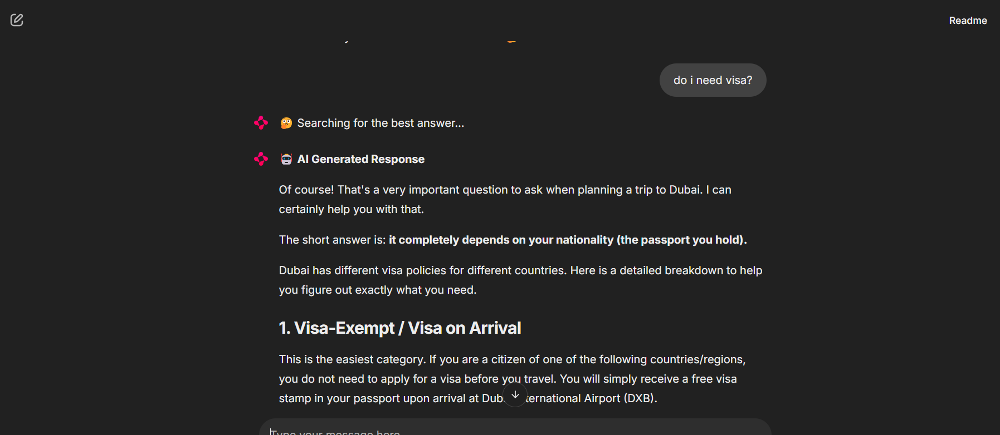 Readme
do i need visa?
🤔 Searching for the best answer...
🤖 AI Generated Response
Of course! That's a very important question to ask when planning a trip to Dubai. I can
certainly help you with that.
The short answer is: it completely depends on your nationality (the passport you hold).
Dubai has different visa policies for different countries. Here is a detailed breakdown to help
you figure out exactly what you need.
1. Visa-Exempt / Visa on Arrival
This is the easiest category. If you are a citizen of one of the following countries/regions,
you do not need to apply for a visa before you travel. You will simply receive a free visa
stamp in your passport upon arrival at Dubai International Airport (DXB).
Type your message here